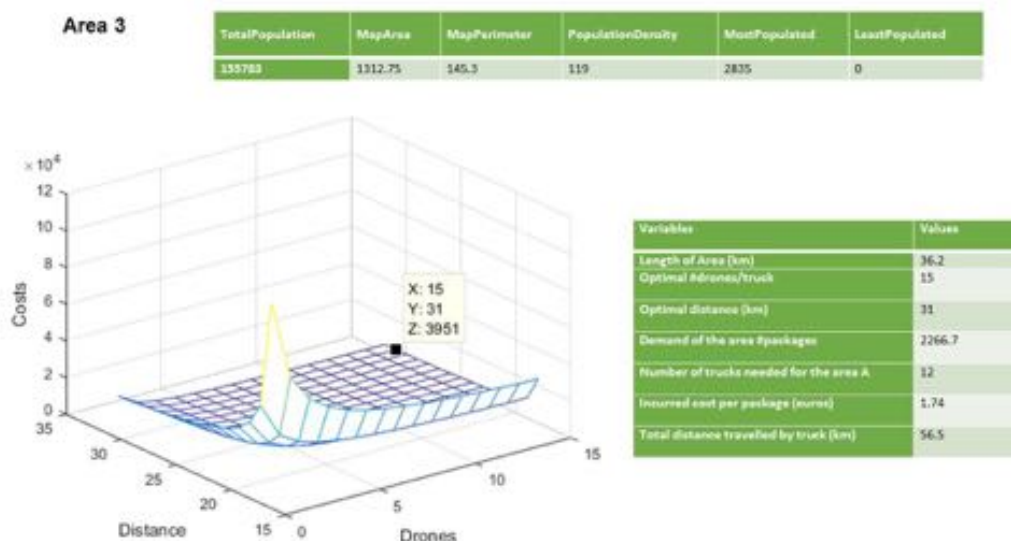 Area 3
TotalPopulation MapArea MapPerimeter PopulationDensity MostPopulated LeastPopulated
155783 1312.75 145.3 119 2835 0
× 10⁴
12
10
8
6
4
2
0
Costs
X: 15
Y: 31
Z: 3951
35
30
25
20
15
Distance
0
5
10
15
Drones
Variables Values
Length of Area (km) 36.2
Optimal #drones/truck 15
Optimal distance (km) 31
Demand of the area #packages 2266.7
Number of trucks needed for the area A 12
Incurred cost per package (euros) 1.74
Total distance travelled by truck (km) 56.5